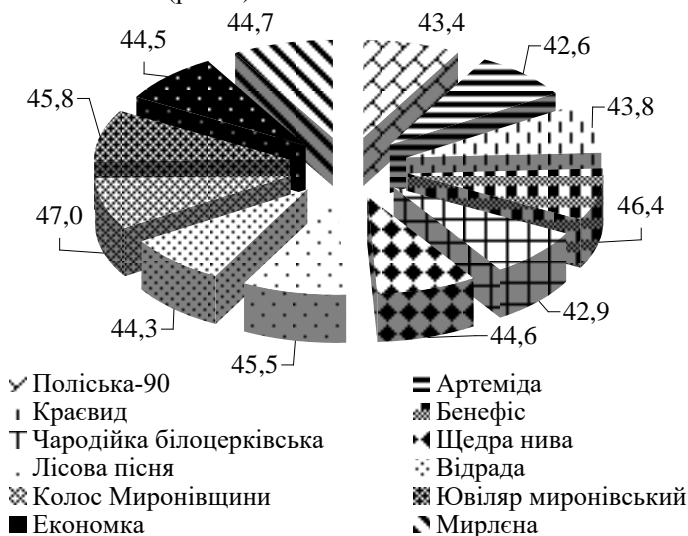 44,7 43,4
44,5 42,6
45,8 43,8
47,0 46,4
44,3 42,9
45,5 44,6
Поліська-90 Артеміда
Краєвид Бенефіс
Чародійка білоцерківська Щедра нива
Лісова пісня Відрада
Колос Миронівщини Ювіляр миронівський
Економка Мирлєна